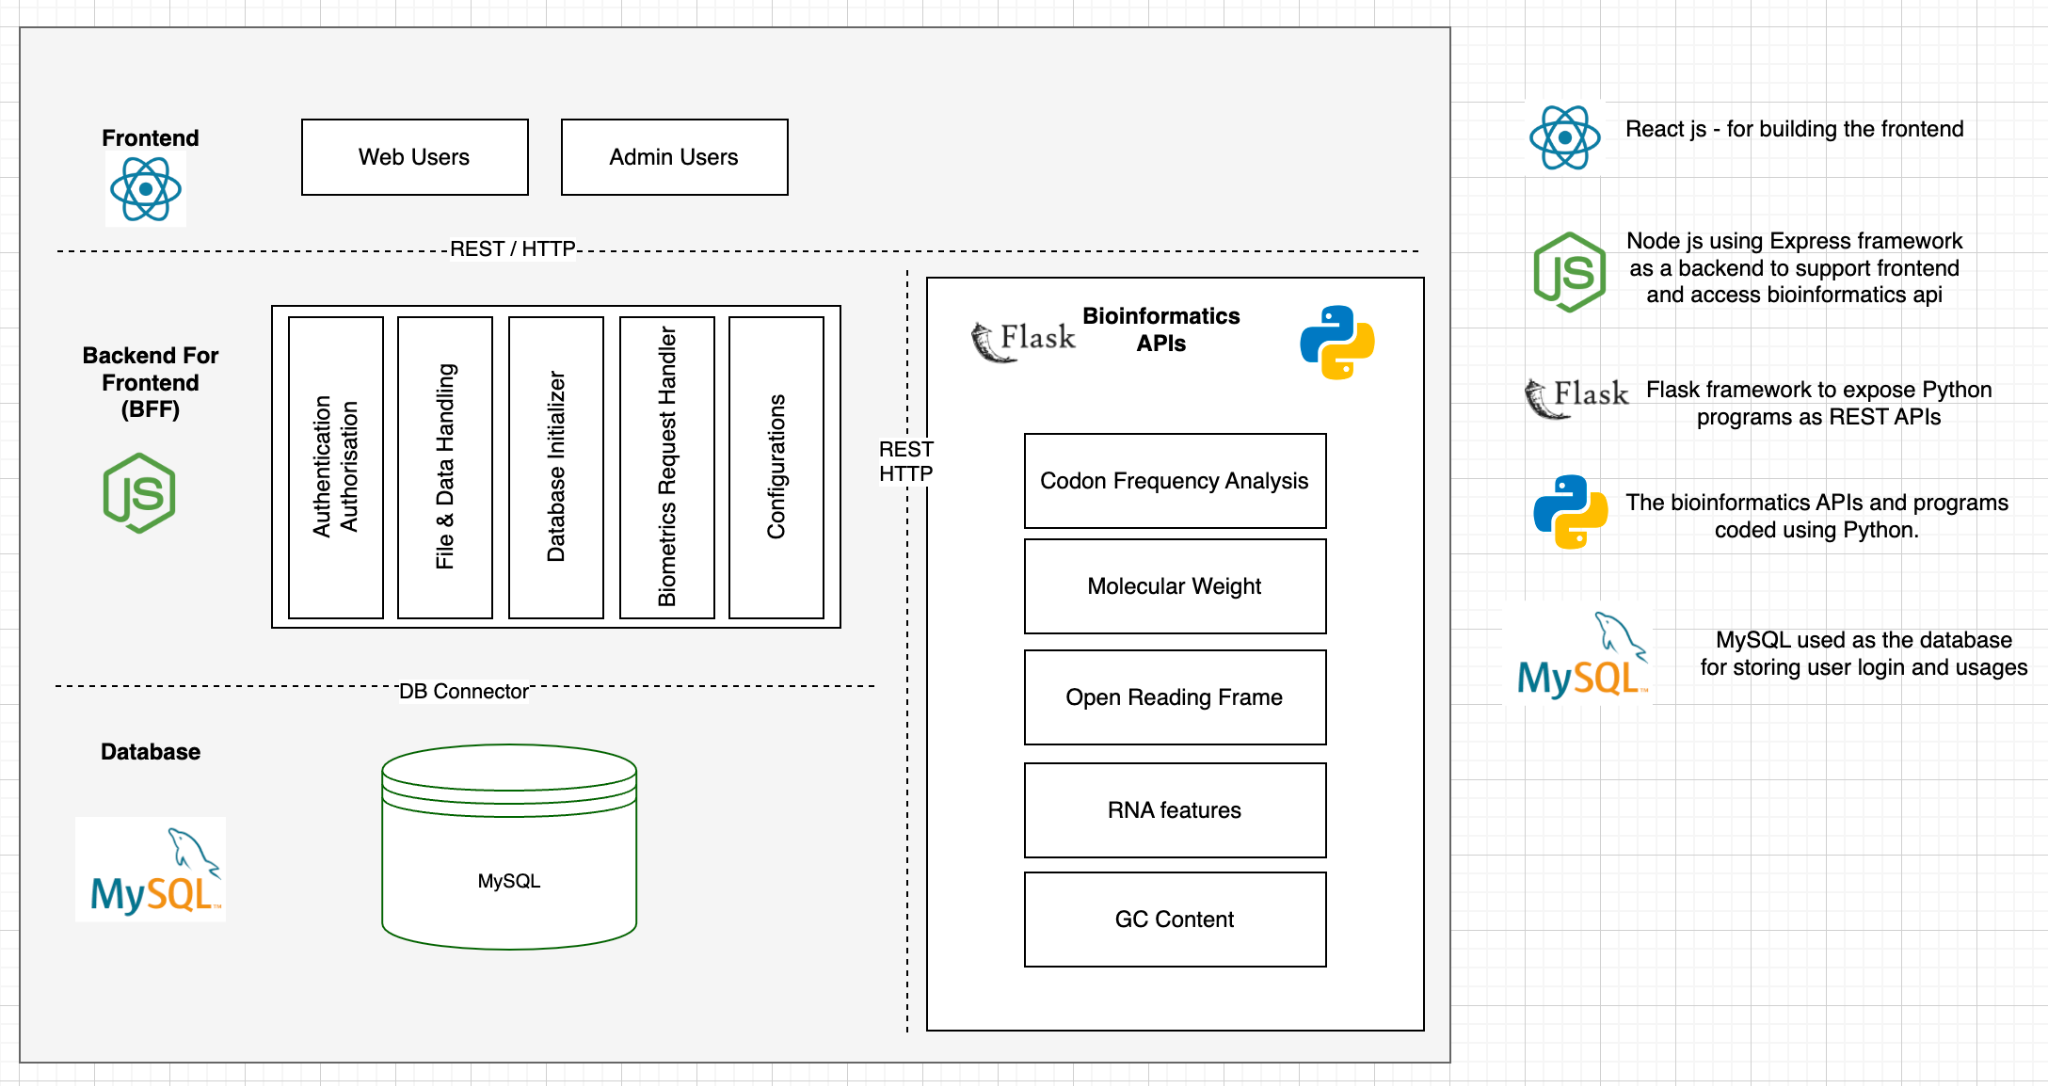 Frontend
Web Users
Admin Users
REST / HTTP
Backend For
Frontend
(BFF)
JS
Authentication
Authorisation
File & Data Handling
Database Initializer
Biometrics Request Handler
Configurations
REST
HTTP
Flask
Bioinformatics
APIs
Codon Frequency Analysis
Molecular Weight
Open Reading Frame
RNA features
GC Content
DB Connector
Database
MySQL™
MySQL
React js - for building the frontend
JS
Node js using Express framework
as a backend to support frontend
and access bioinformatics api
Flask
Flask framework to expose Python
programs as REST APIs
The bioinformatics APIs and programs
coded using Python.
MySQL™
MySQL used as the database
for storing user login and usages